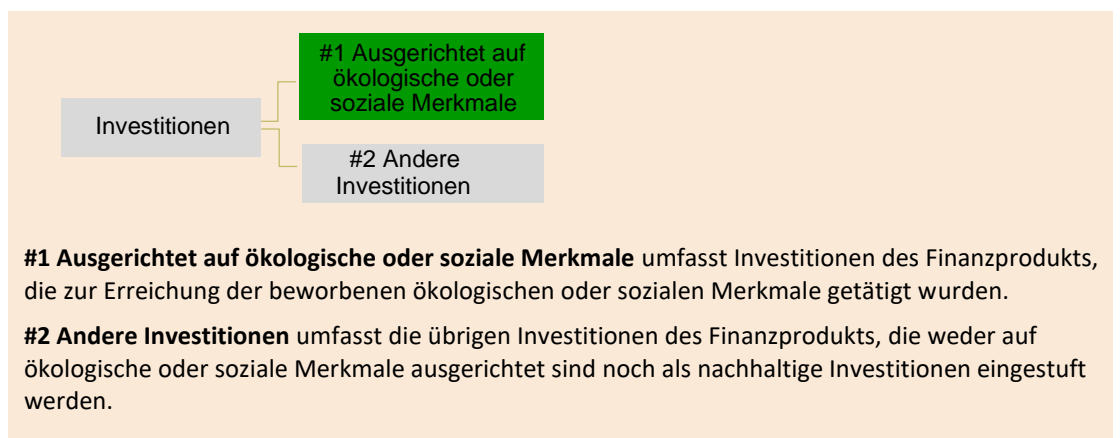 #1 Ausgerichtet auf
ökologische oder
soziale Merkmale
Investitionen
#2 Andere
Investitionen
#1 Ausgerichtet auf ökologische oder soziale Merkmale umfasst Investitionen des Finanzprodukts,
die zur Erreichung der beworbenen ökologischen oder sozialen Merkmale getätigt wurden.
#2 Andere Investitionen umfasst die übrigen Investitionen des Finanzprodukts, die weder auf
ökologische oder soziale Merkmale ausgerichtet sind noch als nachhaltige Investitionen eingestuft
werden.